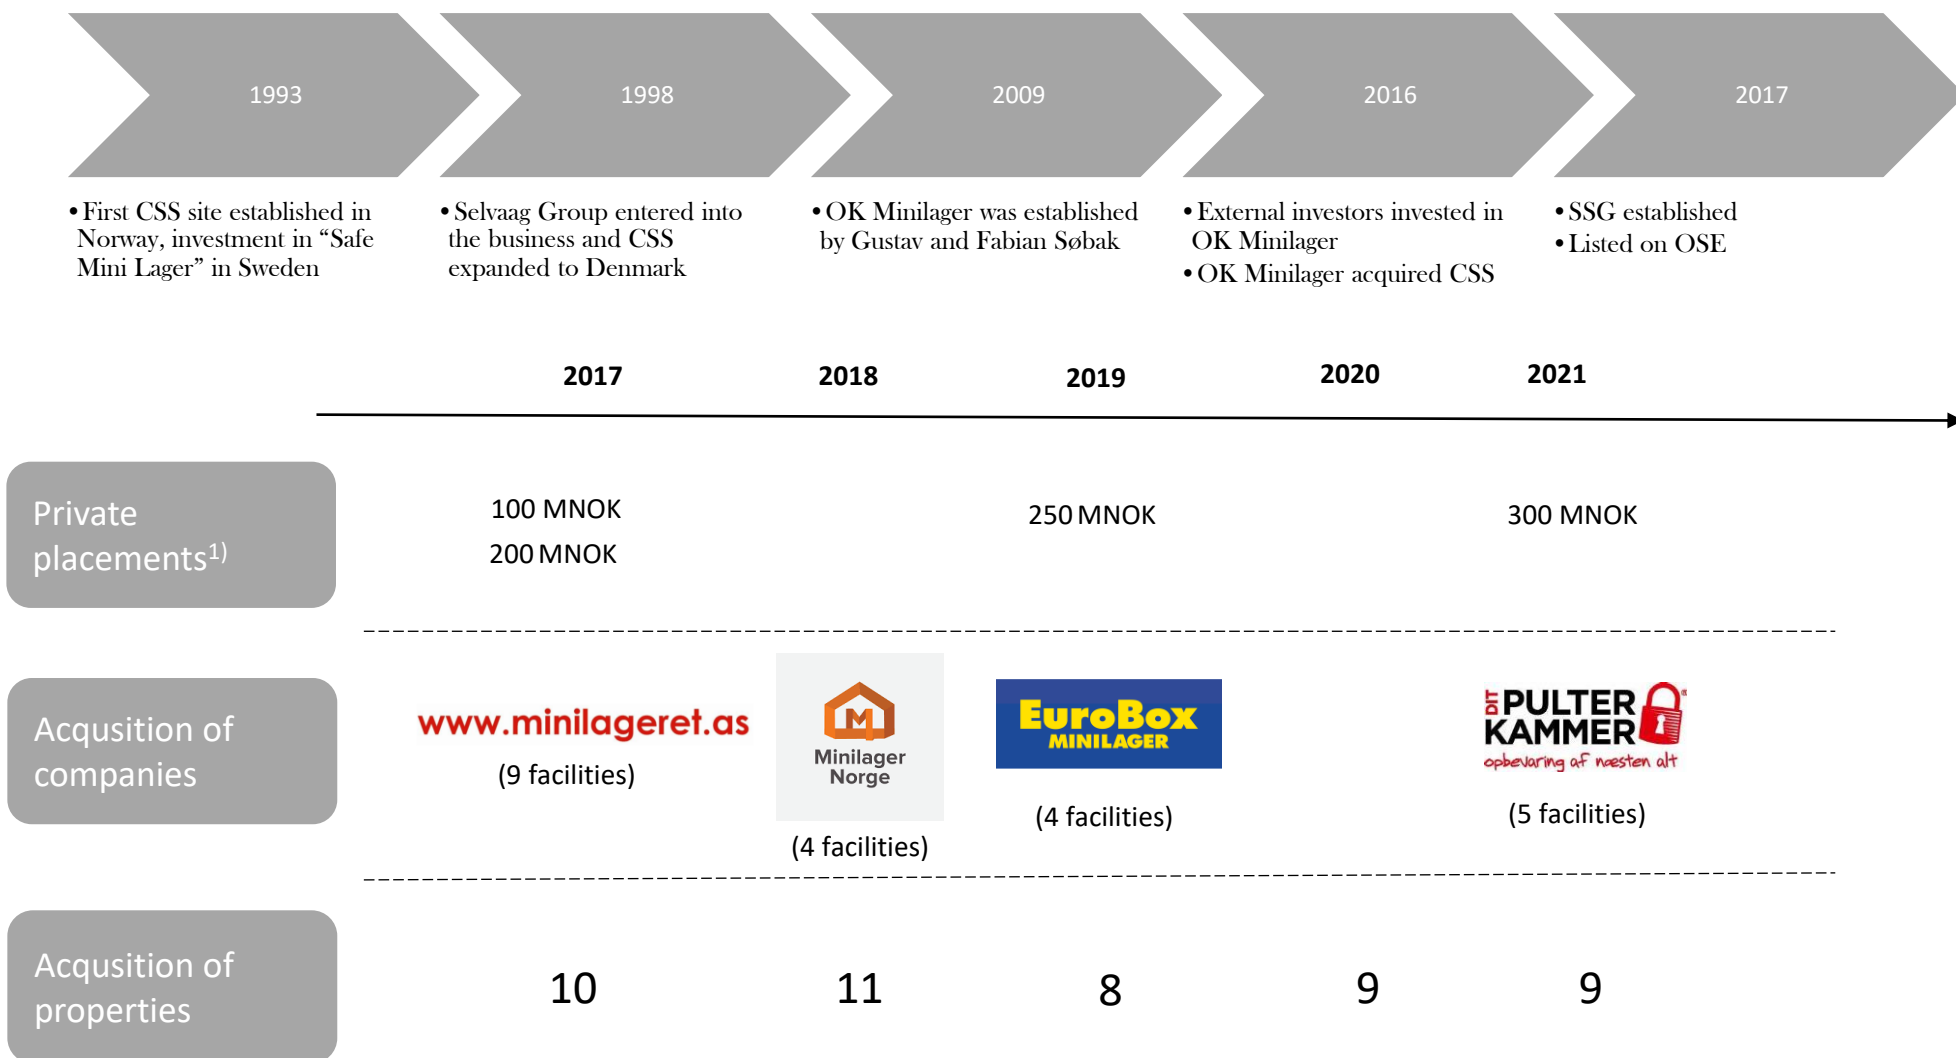 1993
1998
2009
2016
2017
• First CSS site established in
Norway, investment in “Safe
Mini Lager” in Sweden
• Selvaag Group entered into
the business and CSS
expanded to Denmark
• OK Minilager was established
by Gustav and Fabian Søbak
• External investors invested in
OK Minilager
• OK Minilager acquired CSS
• SSG established
• Listed on OSE
2017
2018
2019
2020
2021
Private
placements1)
100 MNOK
200 MNOK
250 MNOK
300 MNOK
Acqusition of
companies
www.minilageret.as
(9 facilities)
M
Minilager
Norge
(4 facilities)
EuroBox
MINILAGER
(4 facilities)
DIT PULTER
KAMMER
opbevaring af næsten alt
(5 facilities)
Acqusition of
properties
10
11
8
9
9